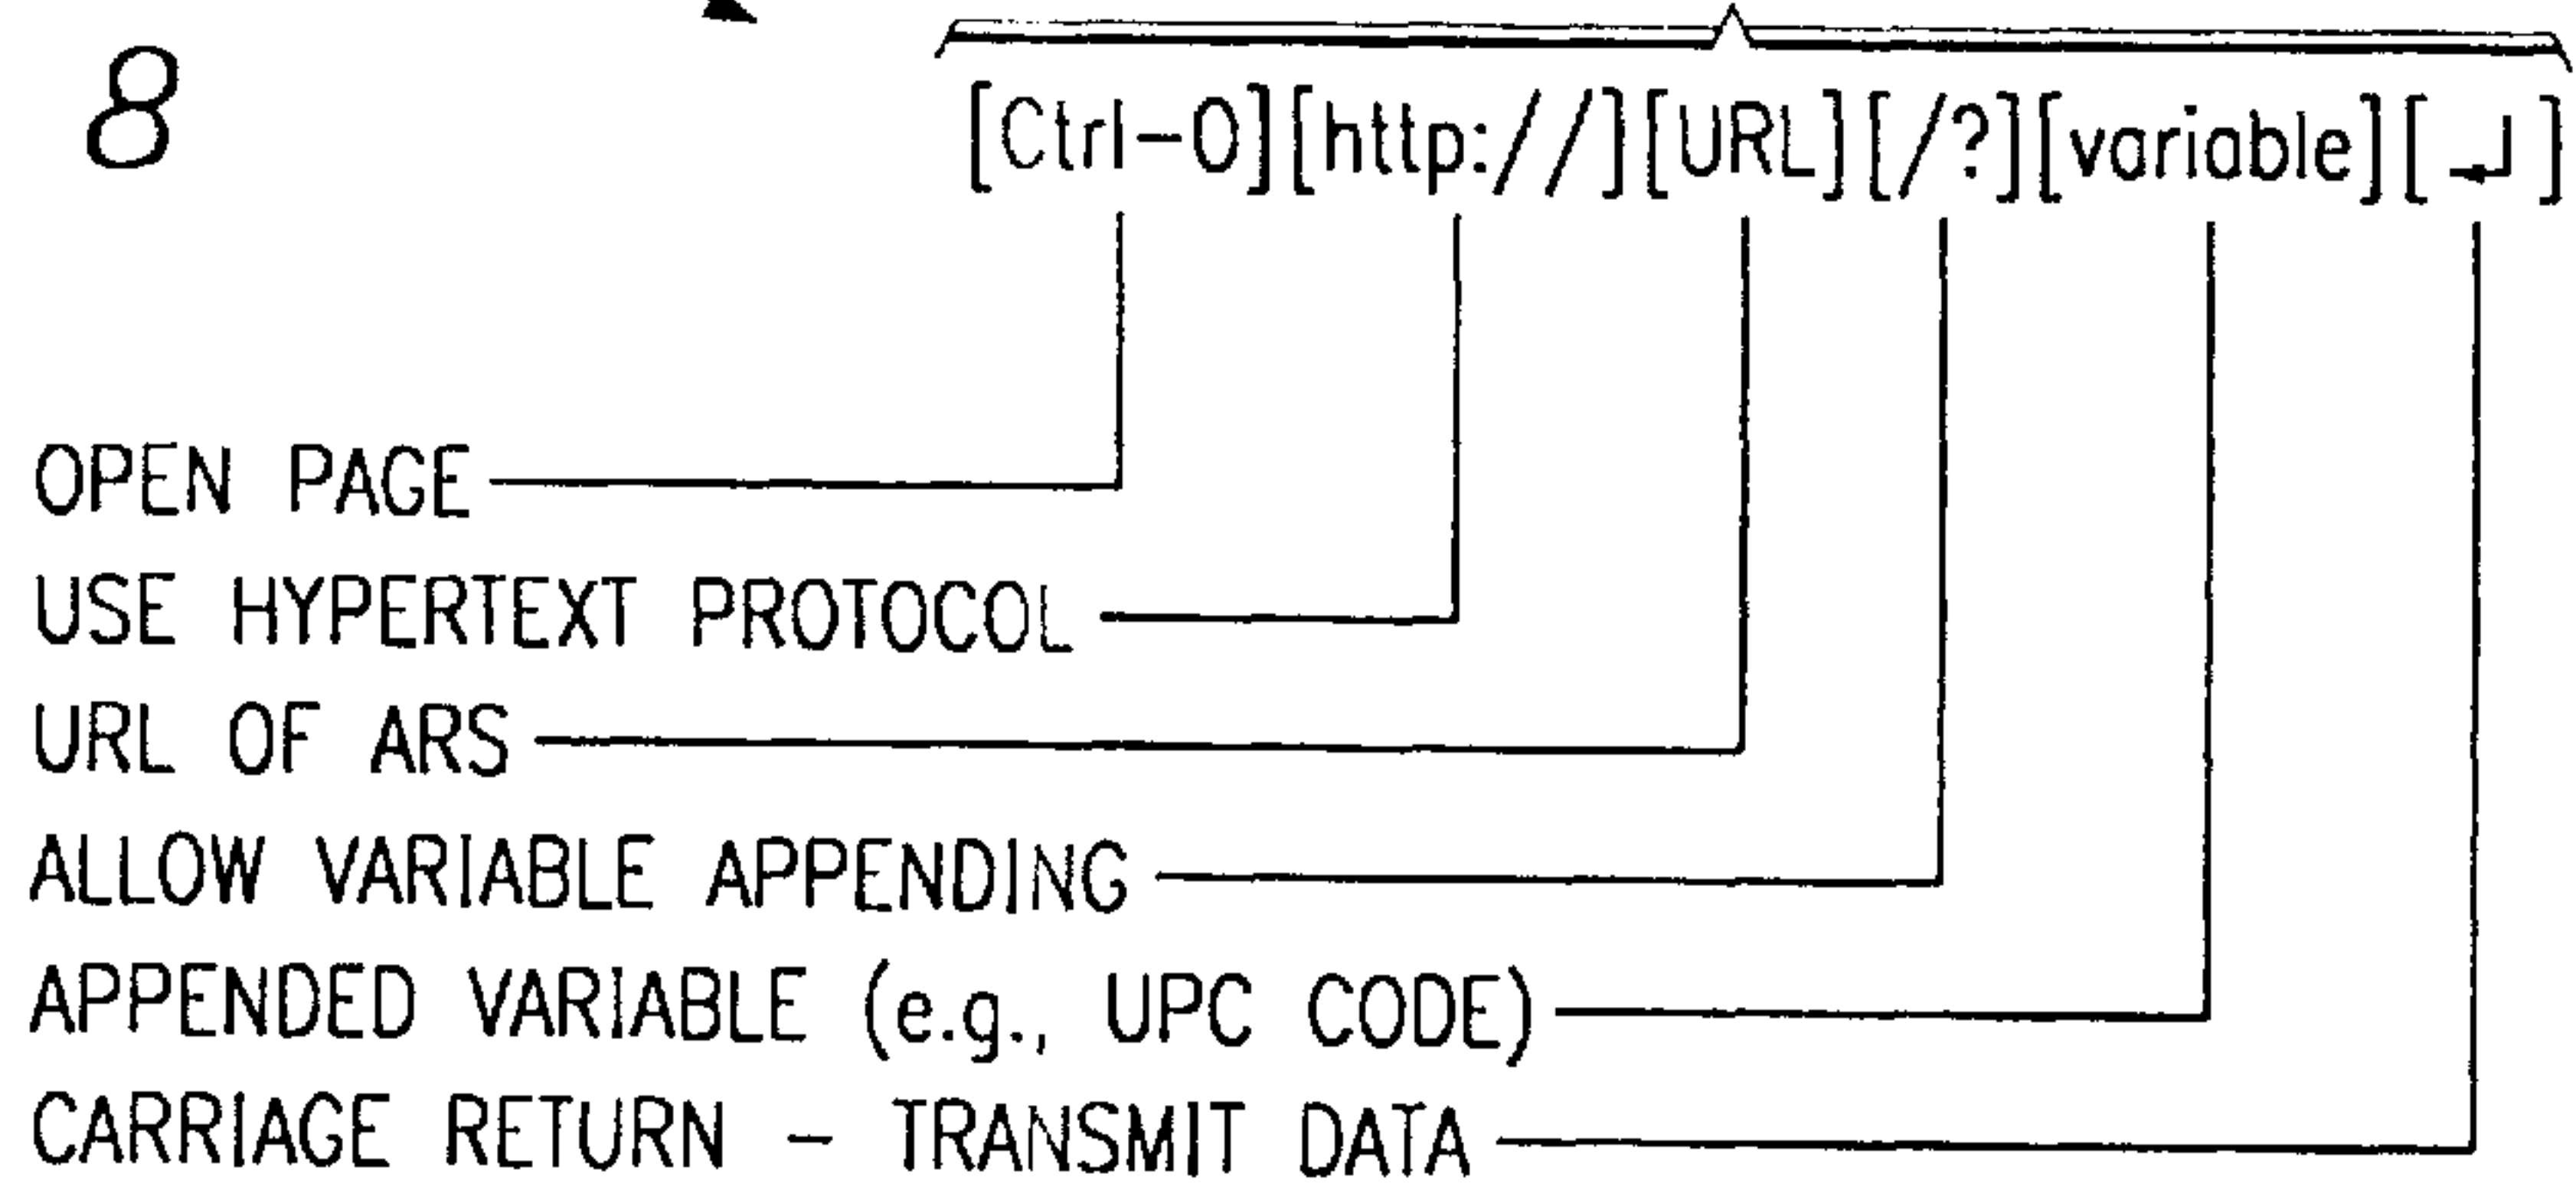 8
[Ctrl-O][http://][URL][/?][variable][↵]
OPEN PAGE
USE HYPERTEXT PROTOCOL
URL OF ARS
ALLOW VARIABLE APPENDING
APPENDED VARIABLE (e.g., UPC CODE)
CARRIAGE RETURN - TRANSMIT DATA